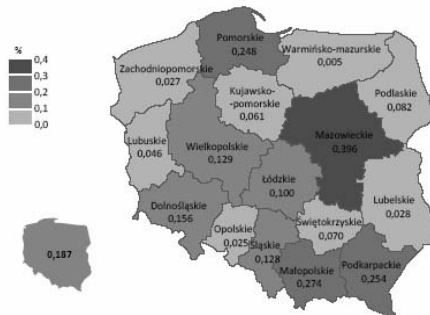 %
0,4
0,3
0,2
0,1
0,0
Pomorskie
0,248
Warmińsko-mazurskie
0,005
Zachodniopomorskie
0,027
Podlaskie
0,082
Kujawsko-
-pomorskie
0,061
Mazowieckie
0,396
Lubuskie
0,046
Wielkopolskie
0,129
Łódzkie
0,100
Lubelskie
0,028
Dolnośląskie
0,156
Opolskie
0,025
Śląskie
0,128
Świętokrzyskie
0,070
Małopolskie
0,274
Podkarpackie
0,254
0,187